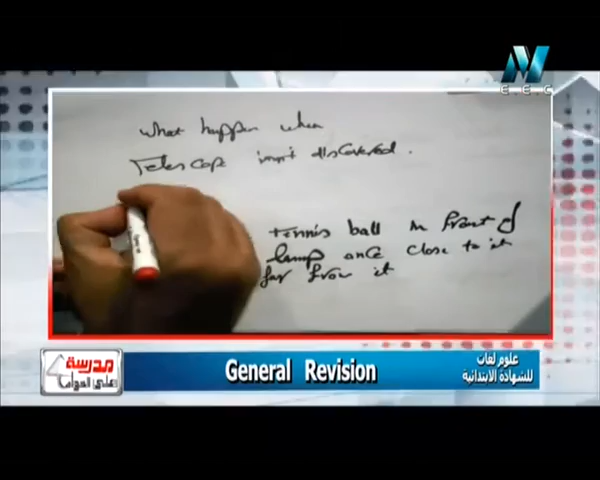 E.E.C
what happen when
Telescope isn't discovered.
tennis ball in front of
lamp once close to it
far from it
مدرسة
على الهواء
General Revision
علوم لغات
للشهادة الابتدائية